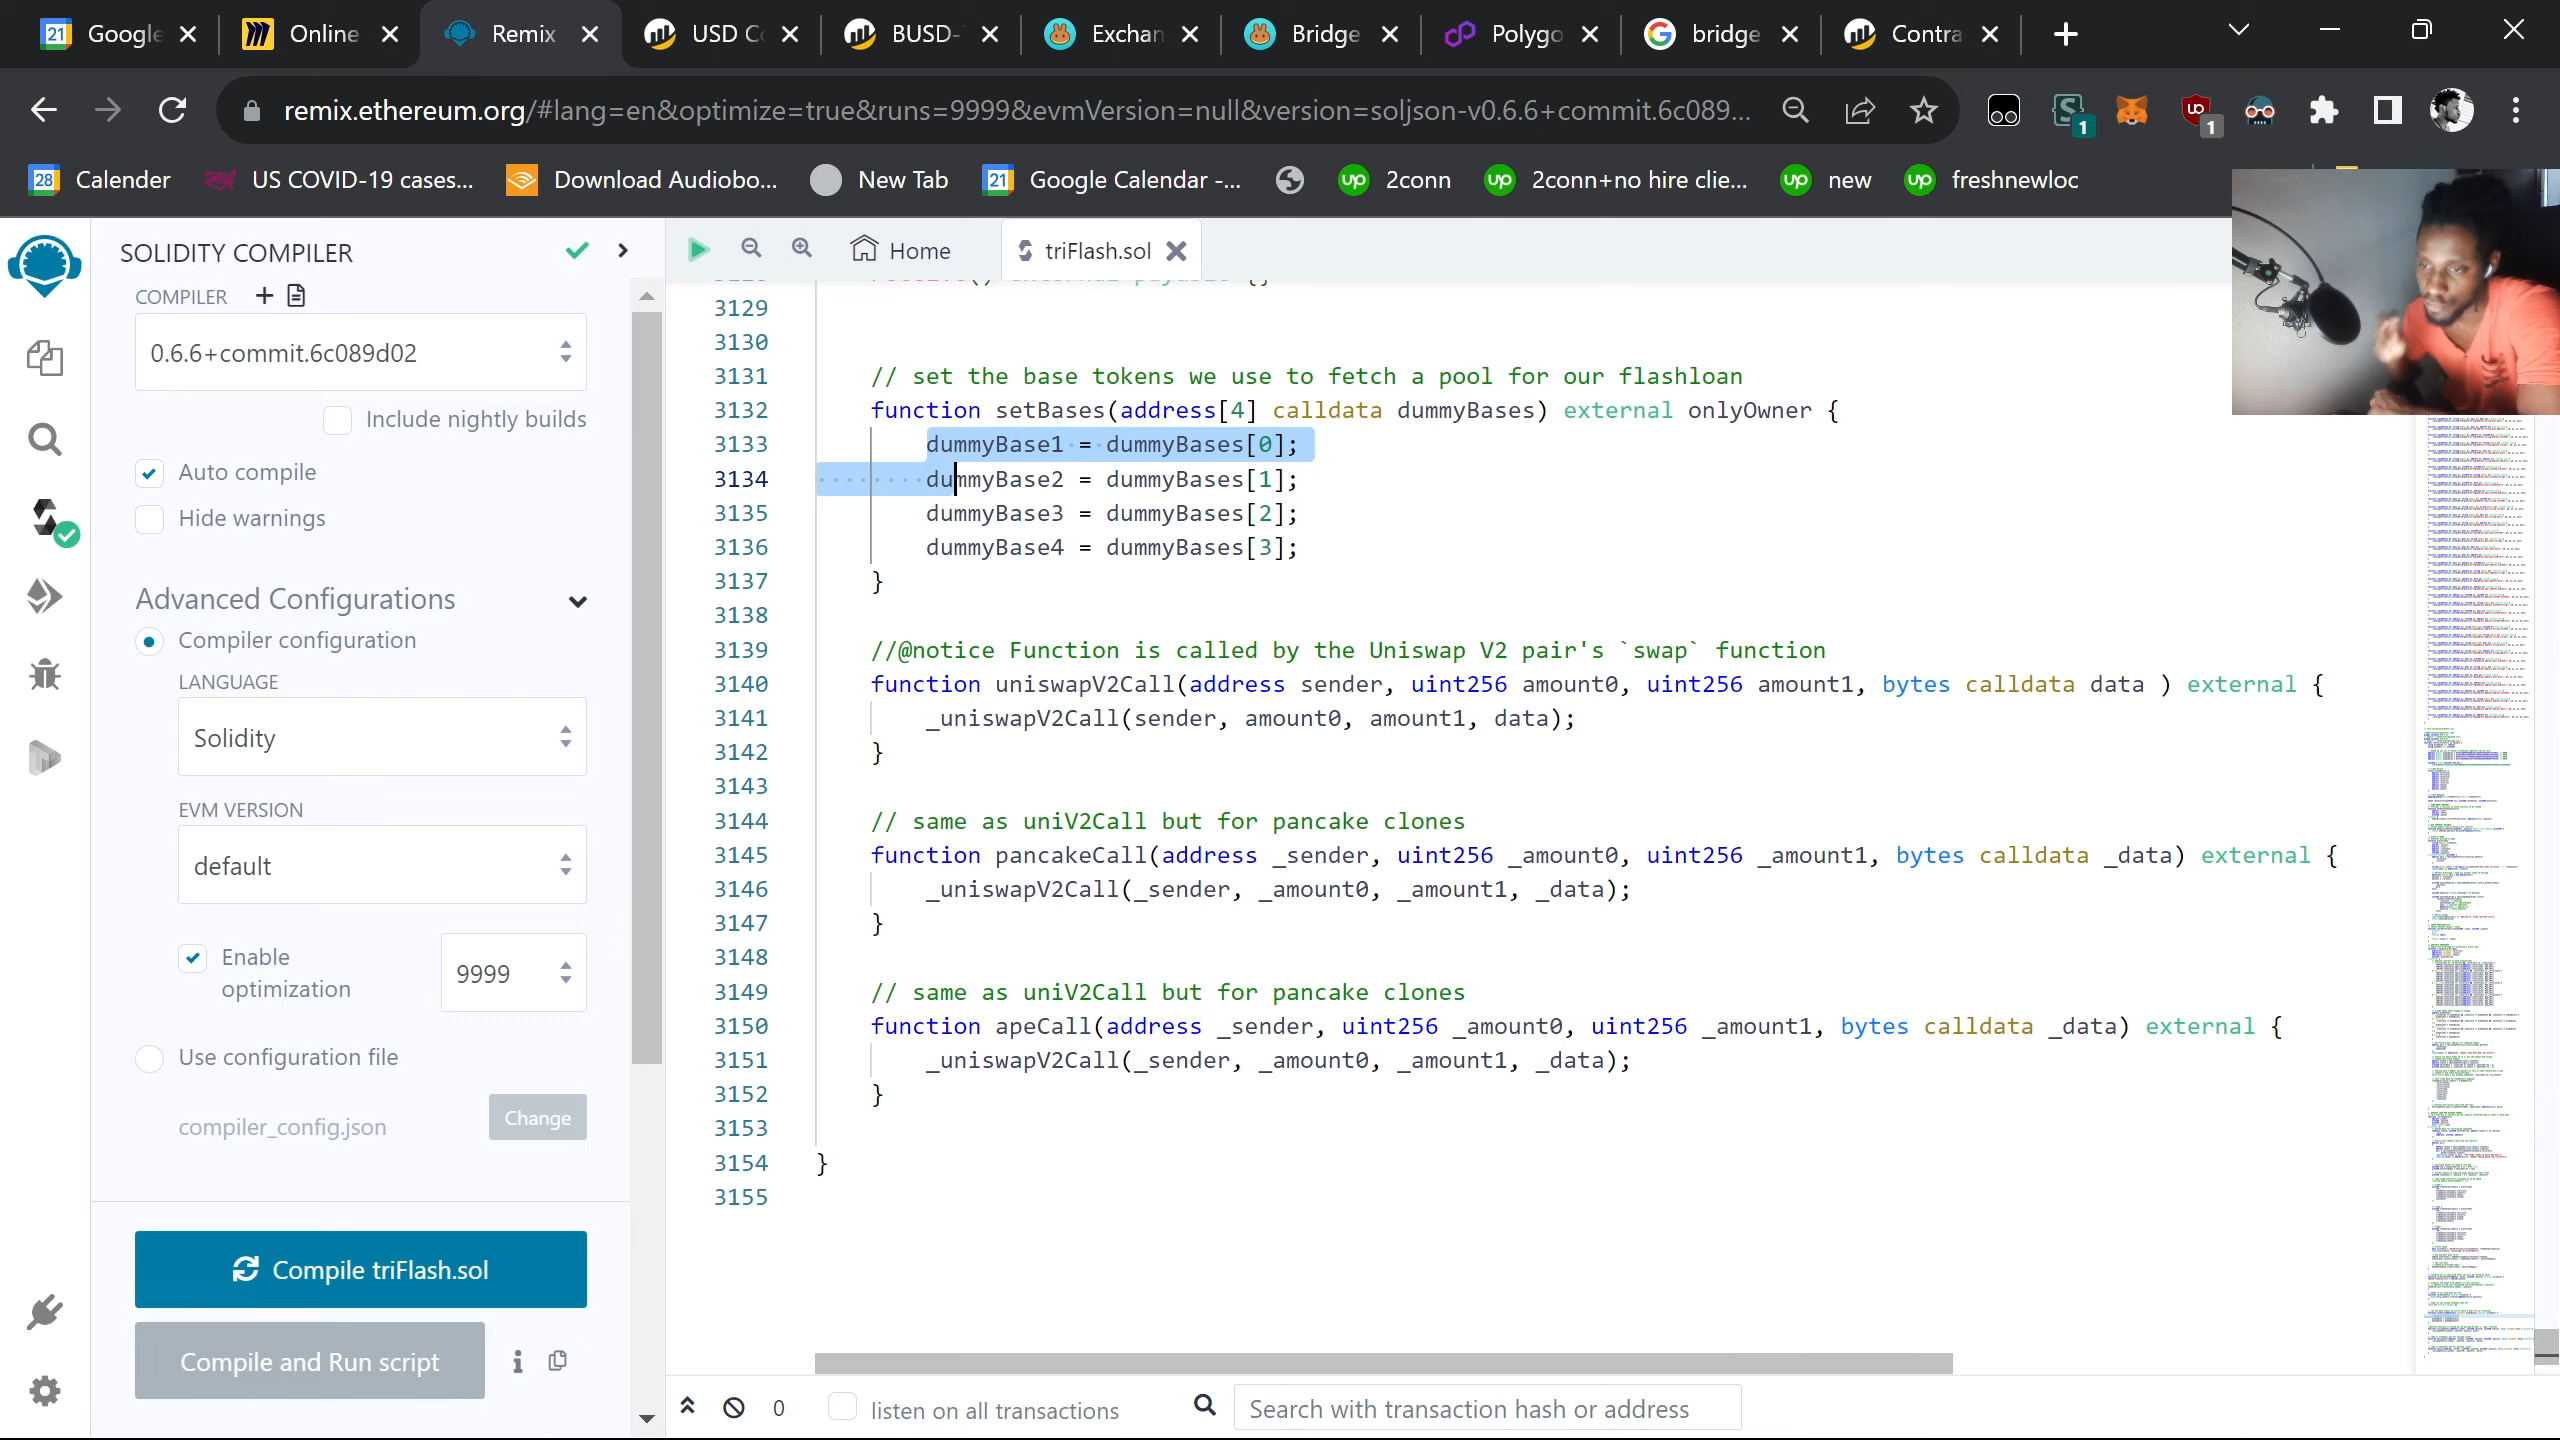 21 Google
Online
Remix
USD C
BUSD-
Exchan
Bridge
Polygo
bridge
Contra
remix.ethereum.org/#lang=en&optimize=true&runs=9999&evmVersion=null&version=soljson-v0.6.6+commit.6c089...
1
1
28 Calender
US COVID-19 cases...
Download Audiobo...
New Tab
21 Google Calendar -...
up 2conn
up 2conn+no hire clie...
up new
up freshnewloc
SOLIDITY COMPILER
Home
triFlash.sol
COMPILER
0.6.6+commit.6c089d02
Include nightly builds
Auto compile
Hide warnings
Advanced Configurations
Compiler configuration
LANGUAGE
Solidity
EVM VERSION
default
Enable
optimization
9999
Use configuration file
compiler_config.json
Change
Compile triFlash.sol
Compile and Run script
3129
3130
3131 // set the base tokens we use to fetch a pool for our flashloan
3132 function setBases(address[4] calldata dummyBases) external onlyOwner {
3133 dummyBase1 = dummyBases[0];
3134 dummyBase2 = dummyBases[1];
3135 dummyBase3 = dummyBases[2];
3136 dummyBase4 = dummyBases[3];
3137 }
3138
3139 //@notice Function is called by the Uniswap V2 pair's `swap` function
3140 function uniswapV2Call(address sender, uint256 amount0, uint256 amount1, bytes calldata data ) external {
3141 _uniswapV2Call(sender, amount0, amount1, data);
3142 }
3143
3144 // same as uniV2Call but for pancake clones
3145 function pancakeCall(address _sender, uint256 _amount0, uint256 _amount1, bytes calldata _data) external {
3146 _uniswapV2Call(_sender, _amount0, _amount1, _data);
3147 }
3148
3149 // same as uniV2Call but for pancake clones
3150 function apeCall(address _sender, uint256 _amount0, uint256 _amount1, bytes calldata _data) external {
3151 _uniswapV2Call(_sender, _amount0, _amount1, _data);
3152 }
3153
3154 }
3155
0
listen on all transactions
Search with transaction hash or address